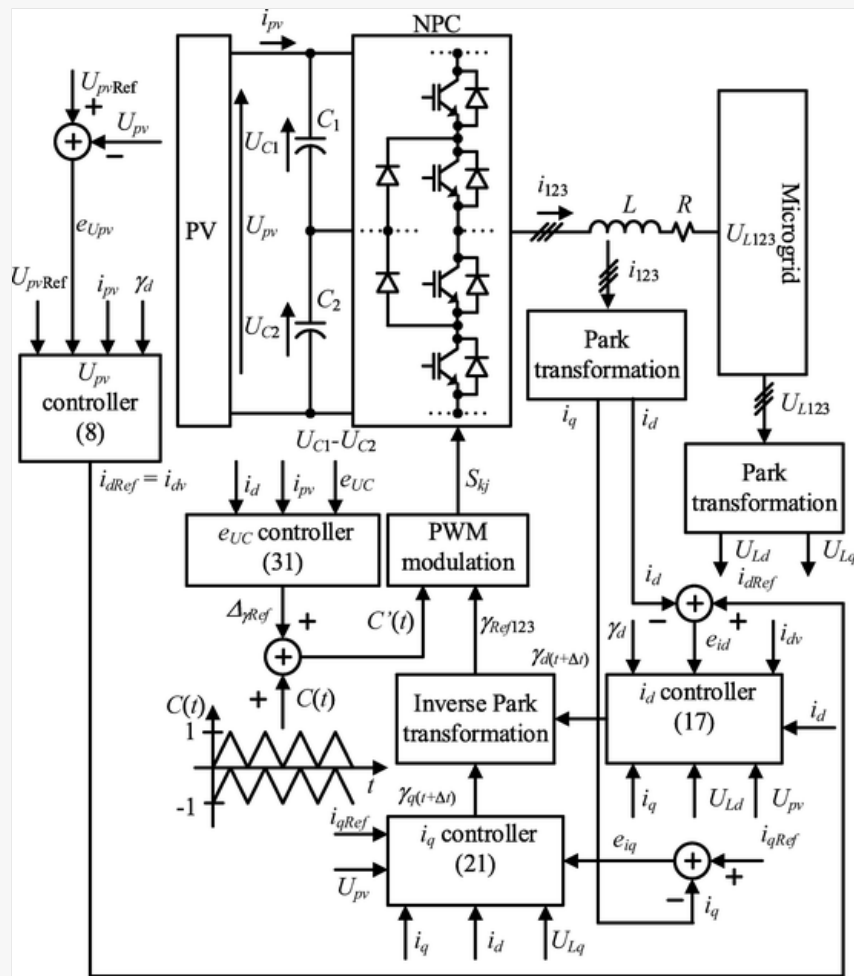 NPC
i_pv
U_pvRef
+
U_pv
−
+
U_C1
C_1
PV
U_pv
e_Upv
U_C2
C_2
i_123
L
R
U_L123
Microgrid
i_123
U_pvRef
i_pv
γ_d
U_pv
controller
(8)
Park
transformation
i_q
i_d
U_L123
U_C1-U_C2
i_dRef = i_dv
i_d
i_pv
e_UC
S_kj
Park
transformation
e_UC controller
(31)
PWM
modulation
U_Ld
U_Lq
i_dRef
i_d
+
−
+
Δ_γRef
+
C'(t)
γ_Ref123
γ_d
e_id
i_dv
+
γ_d(t+Δt)
+
C(t)
C(t)
1
-1
t
Inverse Park
transformation
i_d controller
(17)
i_d
i_q
U_Ld
U_pv
γ_q(t+Δt)
i_qRef
i_q controller
(21)
U_pv
e_iq
+
i_qRef
+
−
i_q
i_q
i_d
U_Lq